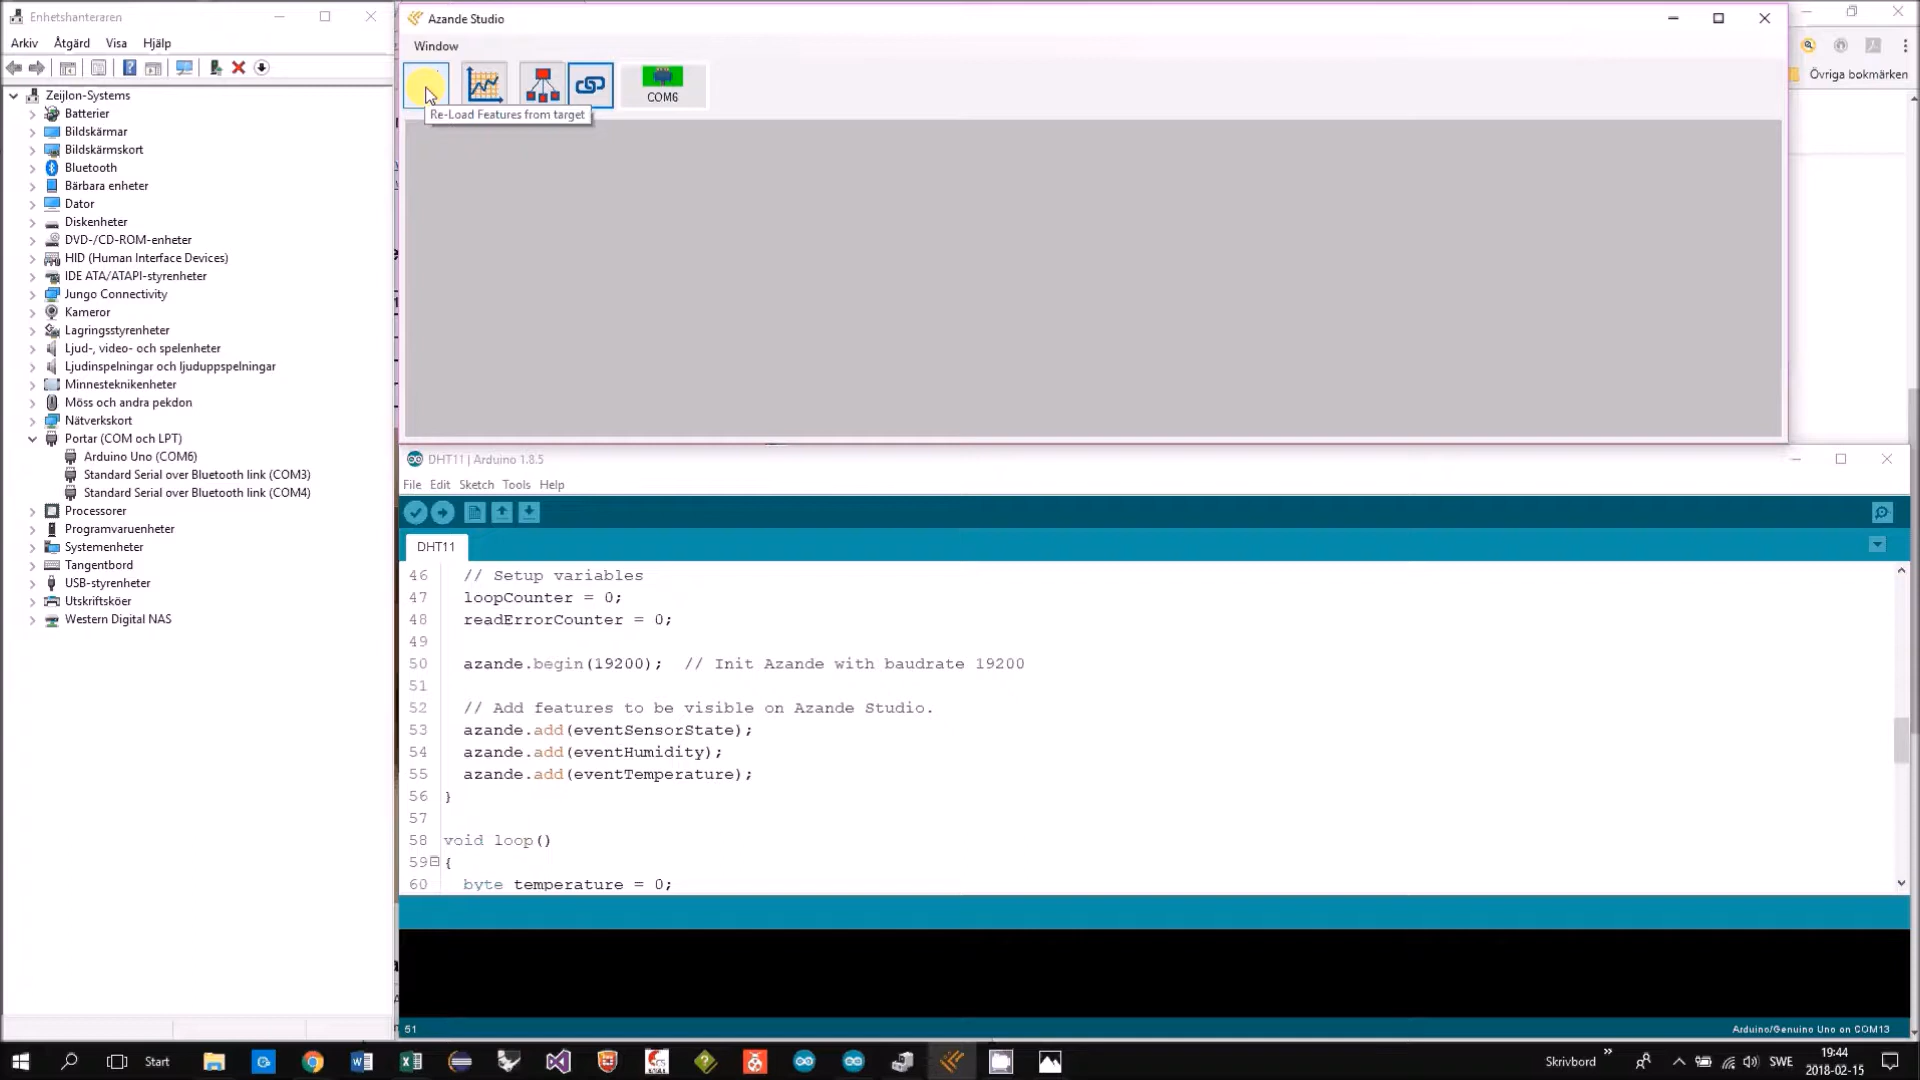 Enhetshanteraren
Arkiv Åtgärd Visa Hjälp
Zeijlon-Systems
Batterier
Bildskärmar
Bildskärmskort
Bluetooth
Bärbara enheter
Dator
Diskenheter
DVD-/CD-ROM-enheter
HID (Human Interface Devices)
IDE ATA/ATAPI-styrenheter
Jungo Connectivity
Kameror
Lagringsstyrenheter
Ljud-, video- och spelenheter
Ljudinspelningar och ljuduppspelningar
Minnesteknikenheter
Möss och andra pekdon
Nätverkskort
Portar (COM och LPT)
Arduino Uno (COM6)
Standard Serial over Bluetooth link (COM3)
Standard Serial over Bluetooth link (COM4)
Processorer
Programvaruenheter
Systemenheter
Tangentbord
USB-styrenheter
Utskriftsköer
Western Digital NAS
Azande Studio
Window
COM6
Re-Load Features from target
Övriga bokmärken
DHT11 | Arduino 1.8.5
File Edit Sketch Tools Help
DHT11
46 // Setup variables
47 loopCounter = 0;
48 readErrorCounter = 0;
49
50 azande.begin(19200); // Init Azande with baudrate 19200
51
52 // Add features to be visible on Azande Studio.
53 azande.add(eventSensorState);
54 azande.add(eventHumidity);
55 azande.add(eventTemperature);
56 }
57
58 void loop()
59 {
60 byte temperature = 0;
51
Arduino/Genuino Uno on COM13
Start
Skrivbord
SWE
19:44
2018-02-15